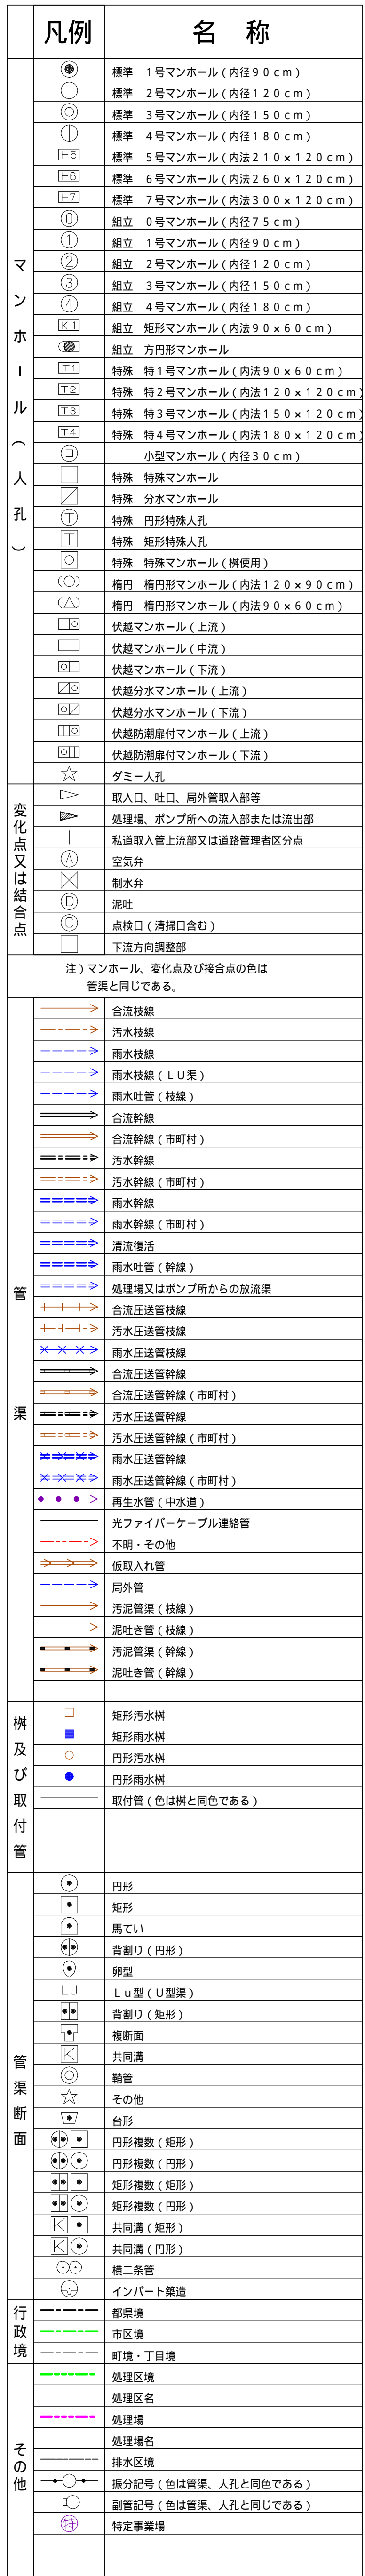 凡例 名 称
マンホール（人孔）
標準 １号マンホール（内径９０ｃｍ）
標準 ２号マンホール（内径１２０ｃｍ）
標準 ３号マンホール（内径１５０ｃｍ）
標準 ４号マンホール（内径１８０ｃｍ）
H5 標準 ５号マンホール（内法２１０×１２０ｃｍ）
H6 標準 ６号マンホール（内法２６０×１２０ｃｍ）
H7 標準 ７号マンホール（内法３００×１２０ｃｍ）
0 組立 ０号マンホール（内径７５ｃｍ）
1 組立 １号マンホール（内径９０ｃｍ）
2 組立 ２号マンホール（内径１２０ｃｍ）
3 組立 ３号マンホール（内径１５０ｃｍ）
4 組立 ４号マンホール（内径１８０ｃｍ）
K1 組立 矩形マンホール（内法９０×６０ｃｍ）
組立 方円形マンホール
T1 特殊 特１号マンホール（内法９０×６０ｃｍ）
T2 特殊 特２号マンホール（内法１２０×１２０ｃｍ）
T3 特殊 特３号マンホール（内法１５０×１２０ｃｍ）
T4 特殊 特４号マンホール（内法１８０×１２０ｃｍ）
コ 小型マンホール（内径３０ｃｍ）
特殊 特殊マンホール
特殊 分水マンホール
T 特殊 円形特殊人孔
T 特殊 矩形特殊人孔
特殊 特殊マンホール（桝使用）
楕円 楕円形マンホール（内法１２０×９０ｃｍ）
楕円 楕円形マンホール（内法９０×６０ｃｍ）
伏越マンホール（上流）
伏越マンホール（中流）
伏越マンホール（下流）
伏越分水マンホール（上流）
伏越分水マンホール（下流）
伏越防潮扉付マンホール（上流）
伏越防潮扉付マンホール（下流）
ダミー人孔
変化点又は結合点
取入口、吐口、局外管取入部等
処理場、ポンプ所への流入部または流出部
私道取入管上流部又は道路管理者区分点
A 空気弁
制水弁
D 泥吐
C 点検口（清掃口含む）
下流方向調整部
注）マンホール、変化点及び接合点の色は
管渠と同じである。
管渠
合流枝線
汚水枝線
雨水枝線
雨水枝線（ＬＵ渠）
雨水吐管（枝線）
合流幹線
合流幹線（市町村）
汚水幹線
汚水幹線（市町村）
雨水幹線
雨水幹線（市町村）
清流復活
雨水吐管（幹線）
処理場又はポンプ所からの放流渠
合流圧送管枝線
汚水圧送管枝線
雨水圧送管枝線
合流圧送管幹線
合流圧送管幹線（市町村）
汚水圧送管幹線
汚水圧送管幹線（市町村）
雨水圧送管幹線
雨水圧送管幹線（市町村）
再生水管（中水道）
光ファイバーケーブル連絡管
不明・その他
仮取入れ管
局外管
汚泥管渠（枝線）
泥吐き管（枝線）
汚泥管渠（幹線）
泥吐き管（幹線）
桝及び取付管
矩形汚水桝
矩形雨水桝
円形汚水桝
円形雨水桝
取付管（色は桝と同色である）
管渠断面
円形
矩形
馬てい
背割り（円形）
卵型
LU Ｌｕ型（Ｕ型渠）
背割り（矩形）
複断面
K 共同溝
鞘管
その他
台形
円形複数（矩形）
円形複数（円形）
矩形複数（矩形）
矩形複数（円形）
K 共同溝（矩形）
K 共同溝（円形）
横二条管
インバート築造
行政境
都県境
市区境
町境・丁目境
その他
処理区境
処理区名
処理場
処理場名
排水区境
振分記号（色は管渠、人孔と同色である）
副管記号（色は管渠、人孔と同じである）
特 特定事業場